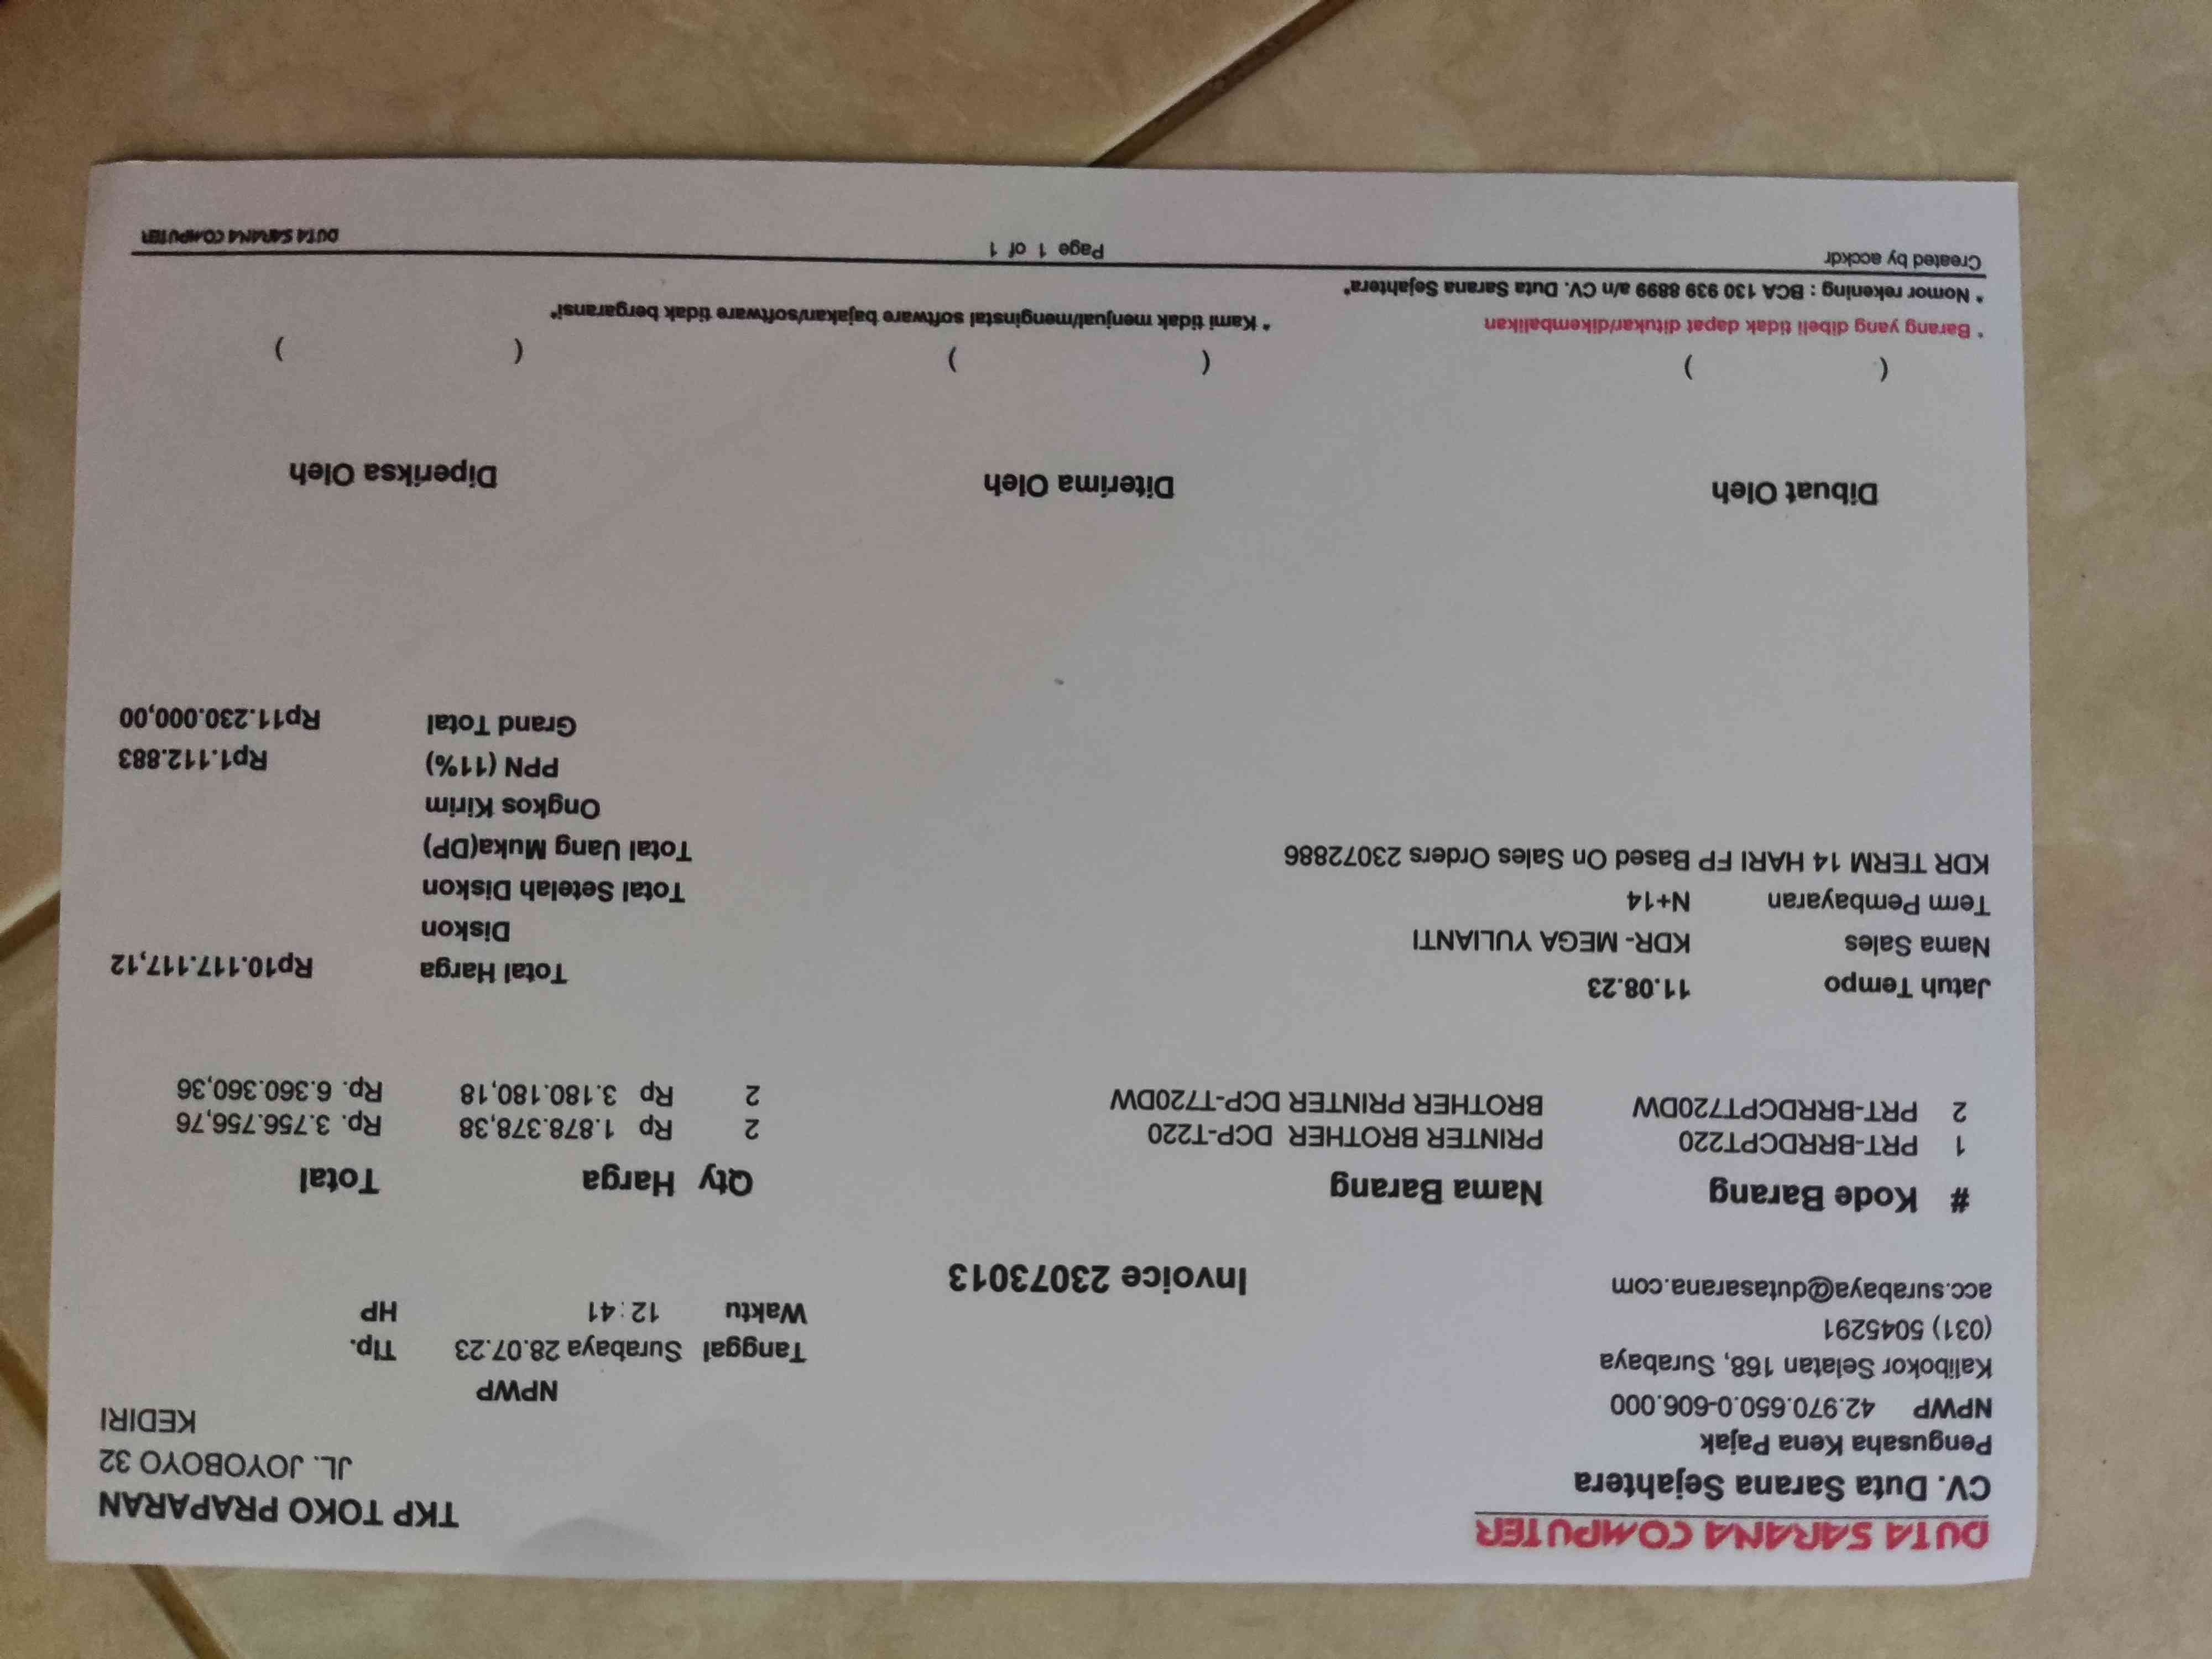 DUTA SARANA COMPUTER
CV. Duta Sarana Sejahtera
Pengusaha Kena Pajak
NPWP 42.970.650.0-606.000
Kalibokor Selatan 168, Surabaya
(031) 5045291
acc.surabaya@dutasarana.com
TKP TOKO PRAPARAN
JL. JOYOBOYO 32
KEDIRI
NPWP
Tanggal Surabaya 28.07.23 Tlp.
Waktu 12:41 HP
Invoice 23073013
# Kode Barang Nama Barang Qty Harga Total
1 PRT-BRRDCPT220 PRINTER BROTHER DCP-T220 2 Rp 1.878.378,38 Rp. 3.756.756,76
2 PRT-BRRDCPT720DW BROTHER PRINTER DCP-T720DW 2 Rp 3.180.180,18 Rp. 6.360.360,36
Jatuh Tempo 11.08.23
Nama Sales KDR- MEGA YULIANTI
Term Pembayaran N+14
KDR TERM 14 HARI FP Based On Sales Orders 23072886
Total Harga Rp10.117.117,12
Diskon
Total Setelah Diskon
Total Uang Muka(DP)
Ongkos Kirim
PPN (11%) Rp1.112.883
Grand Total Rp11.230.000,00
Dibuat Oleh Diterima Oleh Diperiksa Oleh
( ) ( ) ( )
* Barang yang dibeli tidak dapat ditukar/dikembalikan * Kami tidak menjual/menginstal software bajakan/software tidak bergaransi*
* Nomor rekening : BCA 130 939 8899 a/n CV. Duta Sarana Sejahtera*
Created by acckdr Page 1 of 1 DUTA SARANA COMPUTER